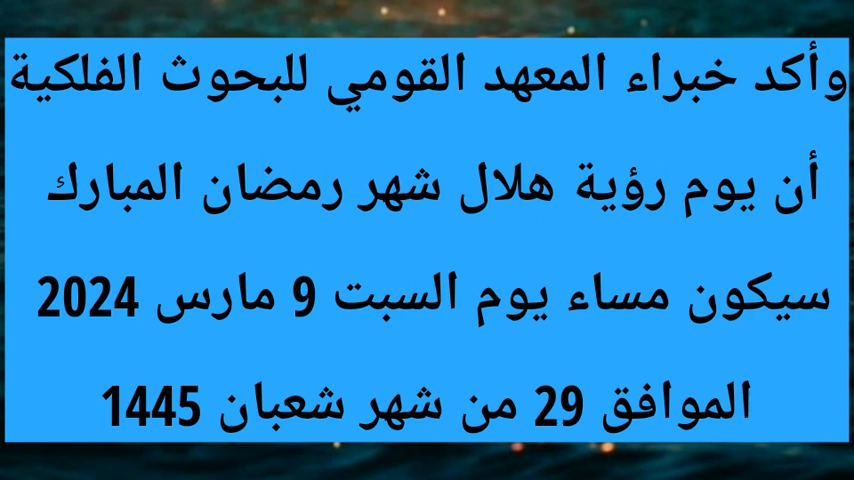 وأكد خبراء المعهد القومي للبحوث الفلكية
أن يوم رؤية هلال شهر رمضان المبارك
سيكون مساء يوم السبت 9 مارس 2024
الموافق 29 من شهر شعبان 1445